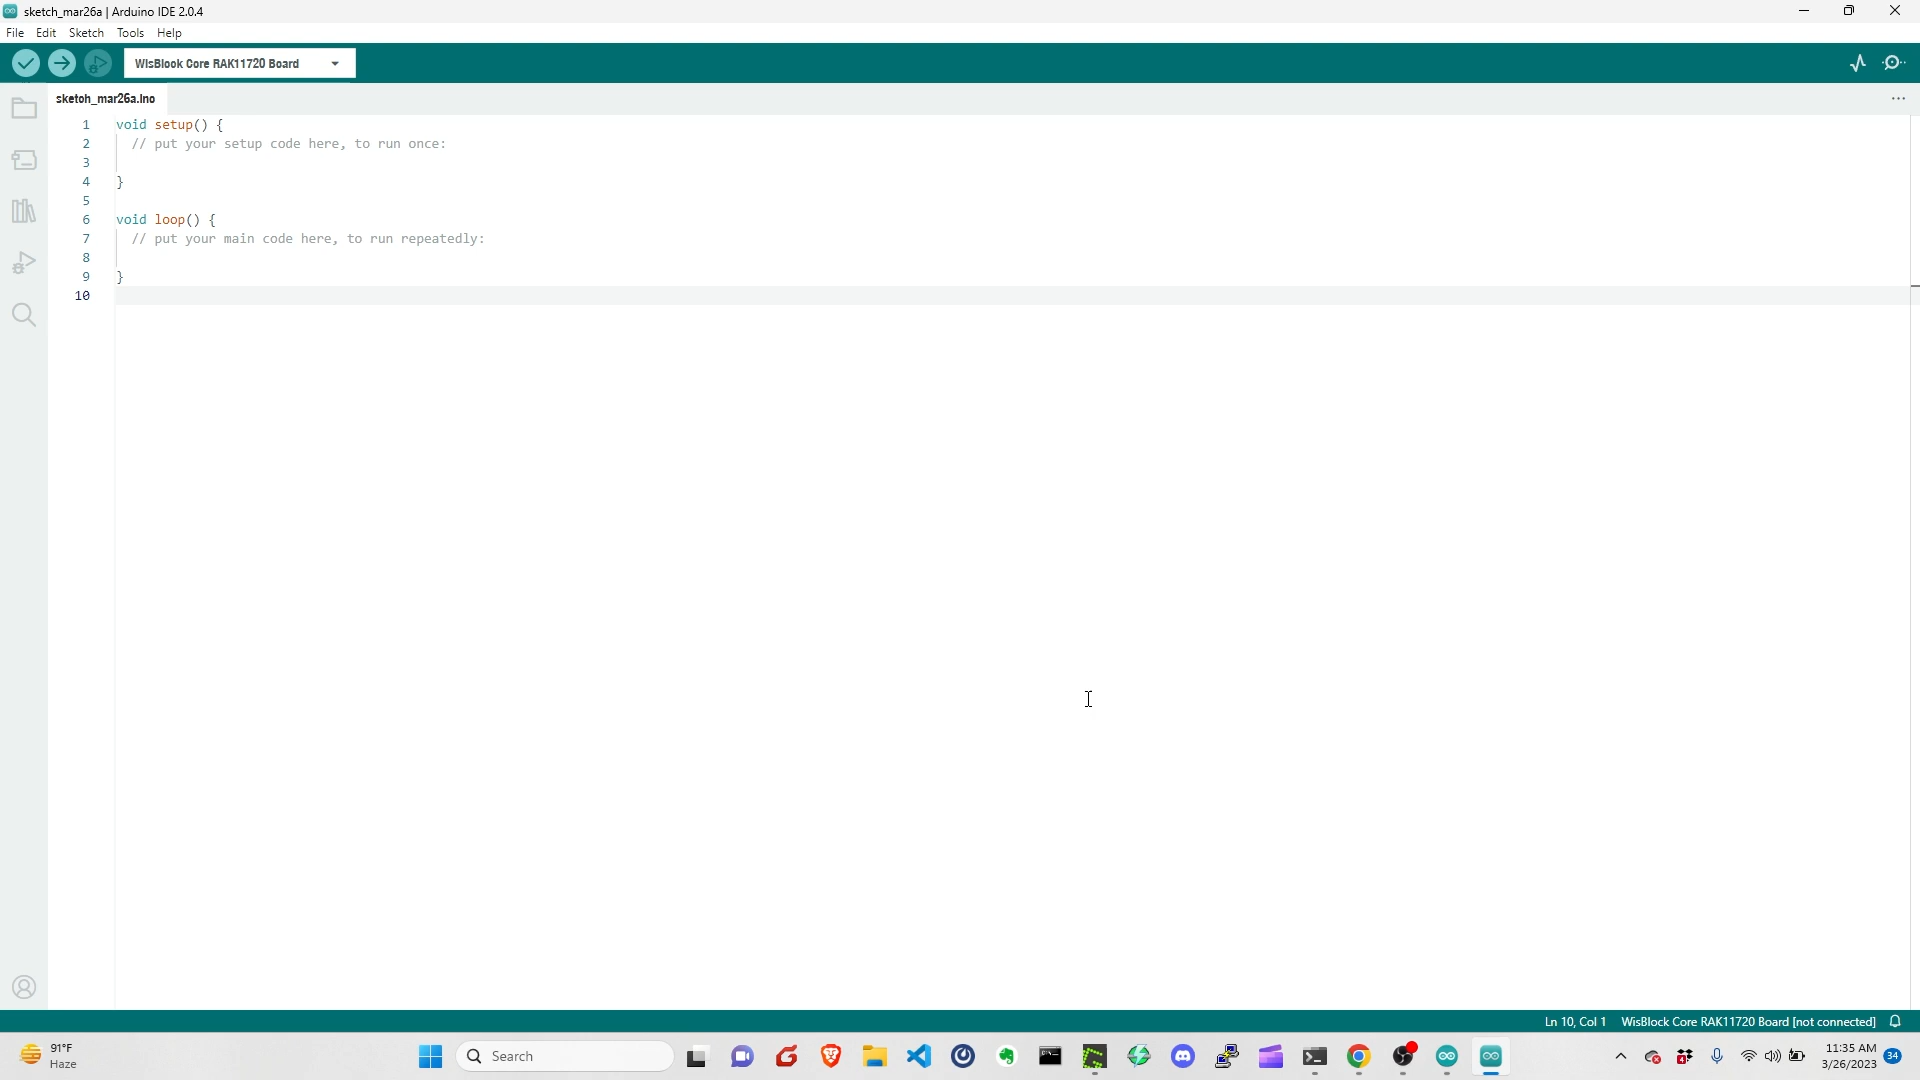 sketch_mar26a | Arduino IDE 2.0.4
File Edit Sketch Tools Help
WisBlock Core RAK11720 Board
sketch_mar26a.ino
1 void setup() {
2 // put your setup code here, to run once:
3
4 }
5
6 void loop() {
7 // put your main code here, to run repeatedly:
8
9 }
10
Ln 10, Col 1 WisBlock Core RAK11720 Board [not connected]
91°F
Haze
Search
11:35 AM
3/26/2023
34